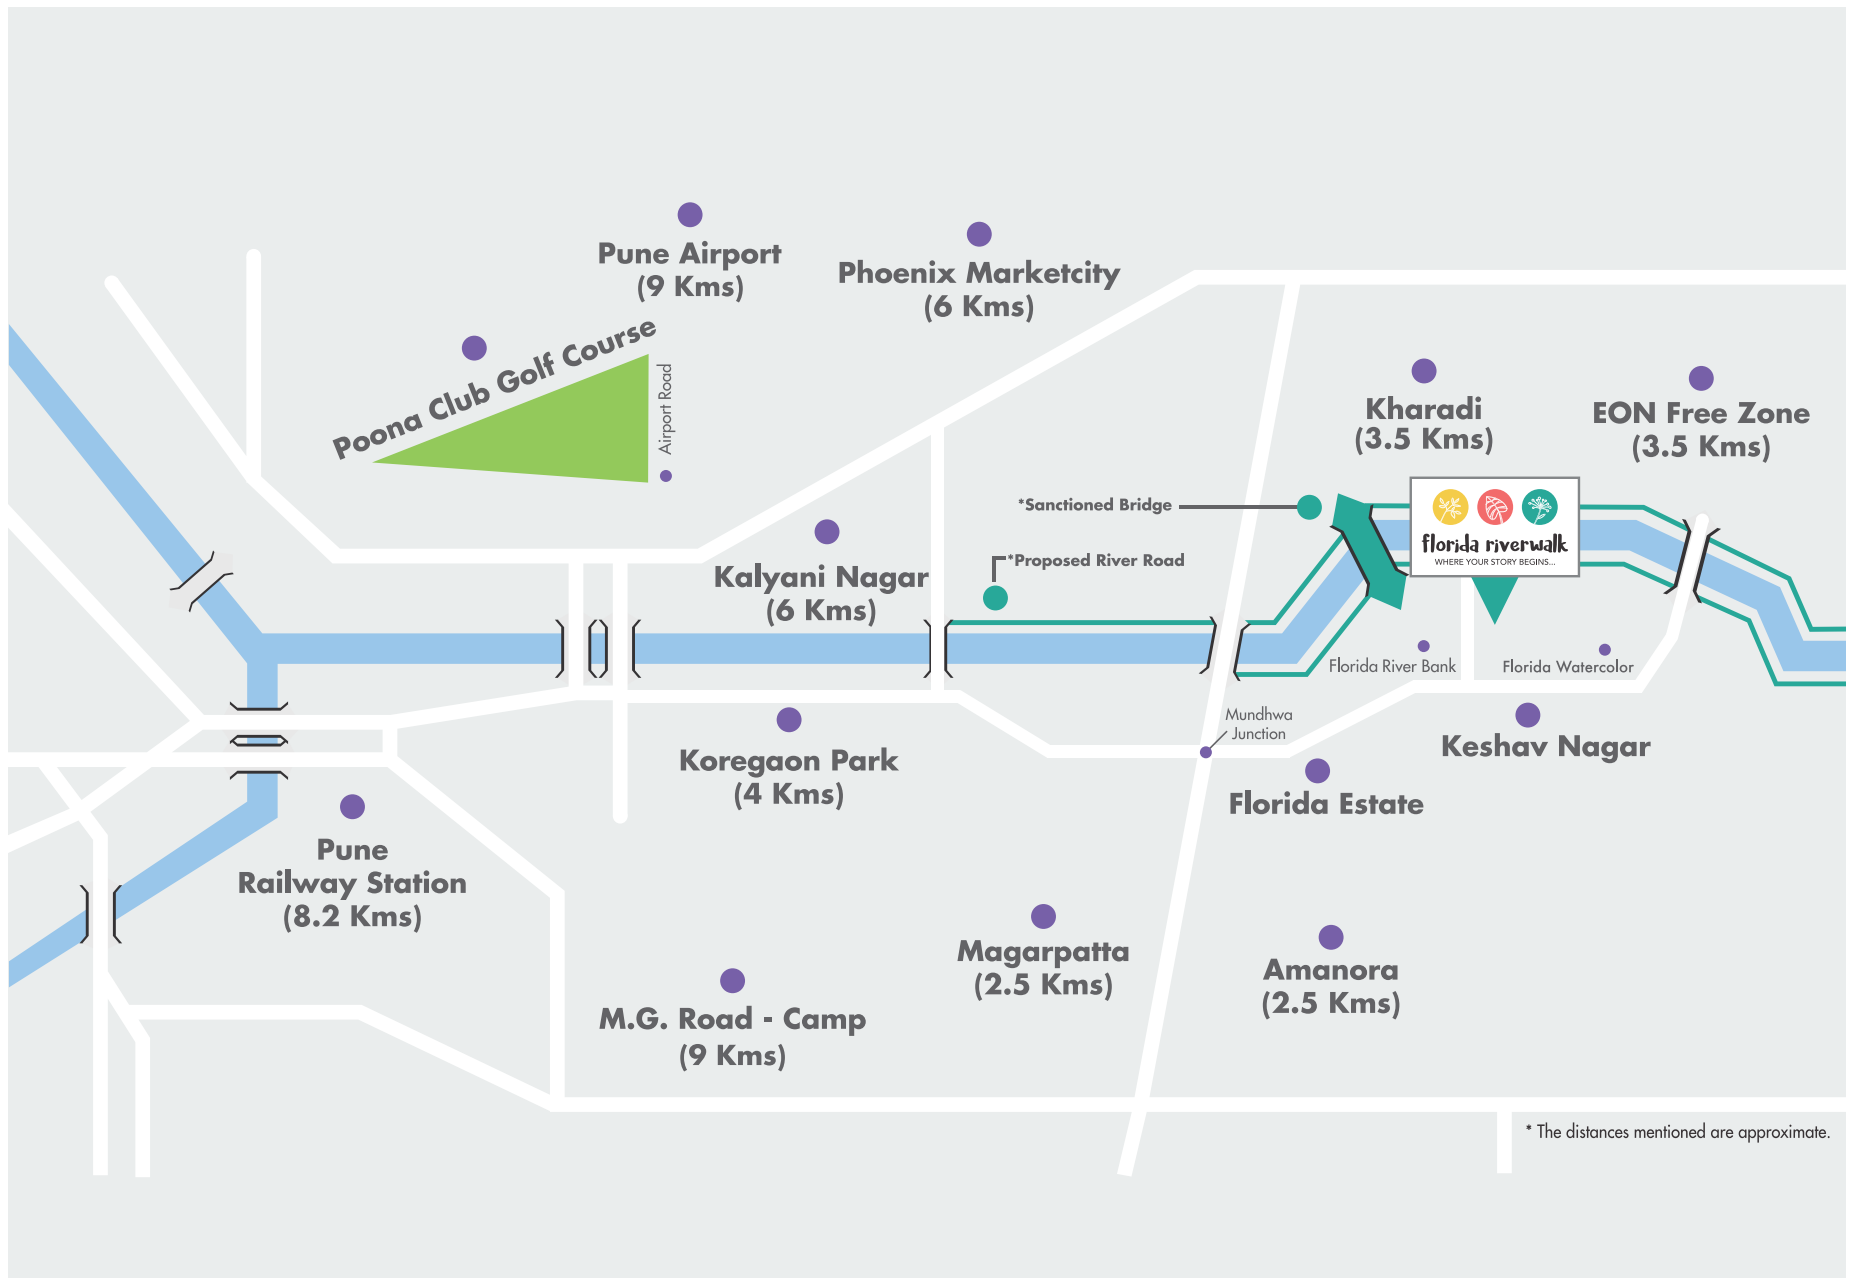 Pune Airport
(9 Kms)
Phoenix Marketcity
(6 Kms)
Poona Club Golf Course
Airport Road
Kharadi
(3.5 Kms)
EON Free Zone
(3.5 Kms)
*Sanctioned Bridge
florida riverwalk
WHERE YOUR STORY BEGINS...
*Proposed River Road
Kalyani Nagar
(6 Kms)
Florida River Bank
Florida Watercolor
Mundhwa
Junction
Keshav Nagar
Koregaon Park
(4 Kms)
Florida Estate
Pune
Railway Station
(8.2 Kms)
Magarpatta
(2.5 Kms)
Amanora
(2.5 Kms)
M.G. Road - Camp
(9 Kms)
* The distances mentioned are approximate.